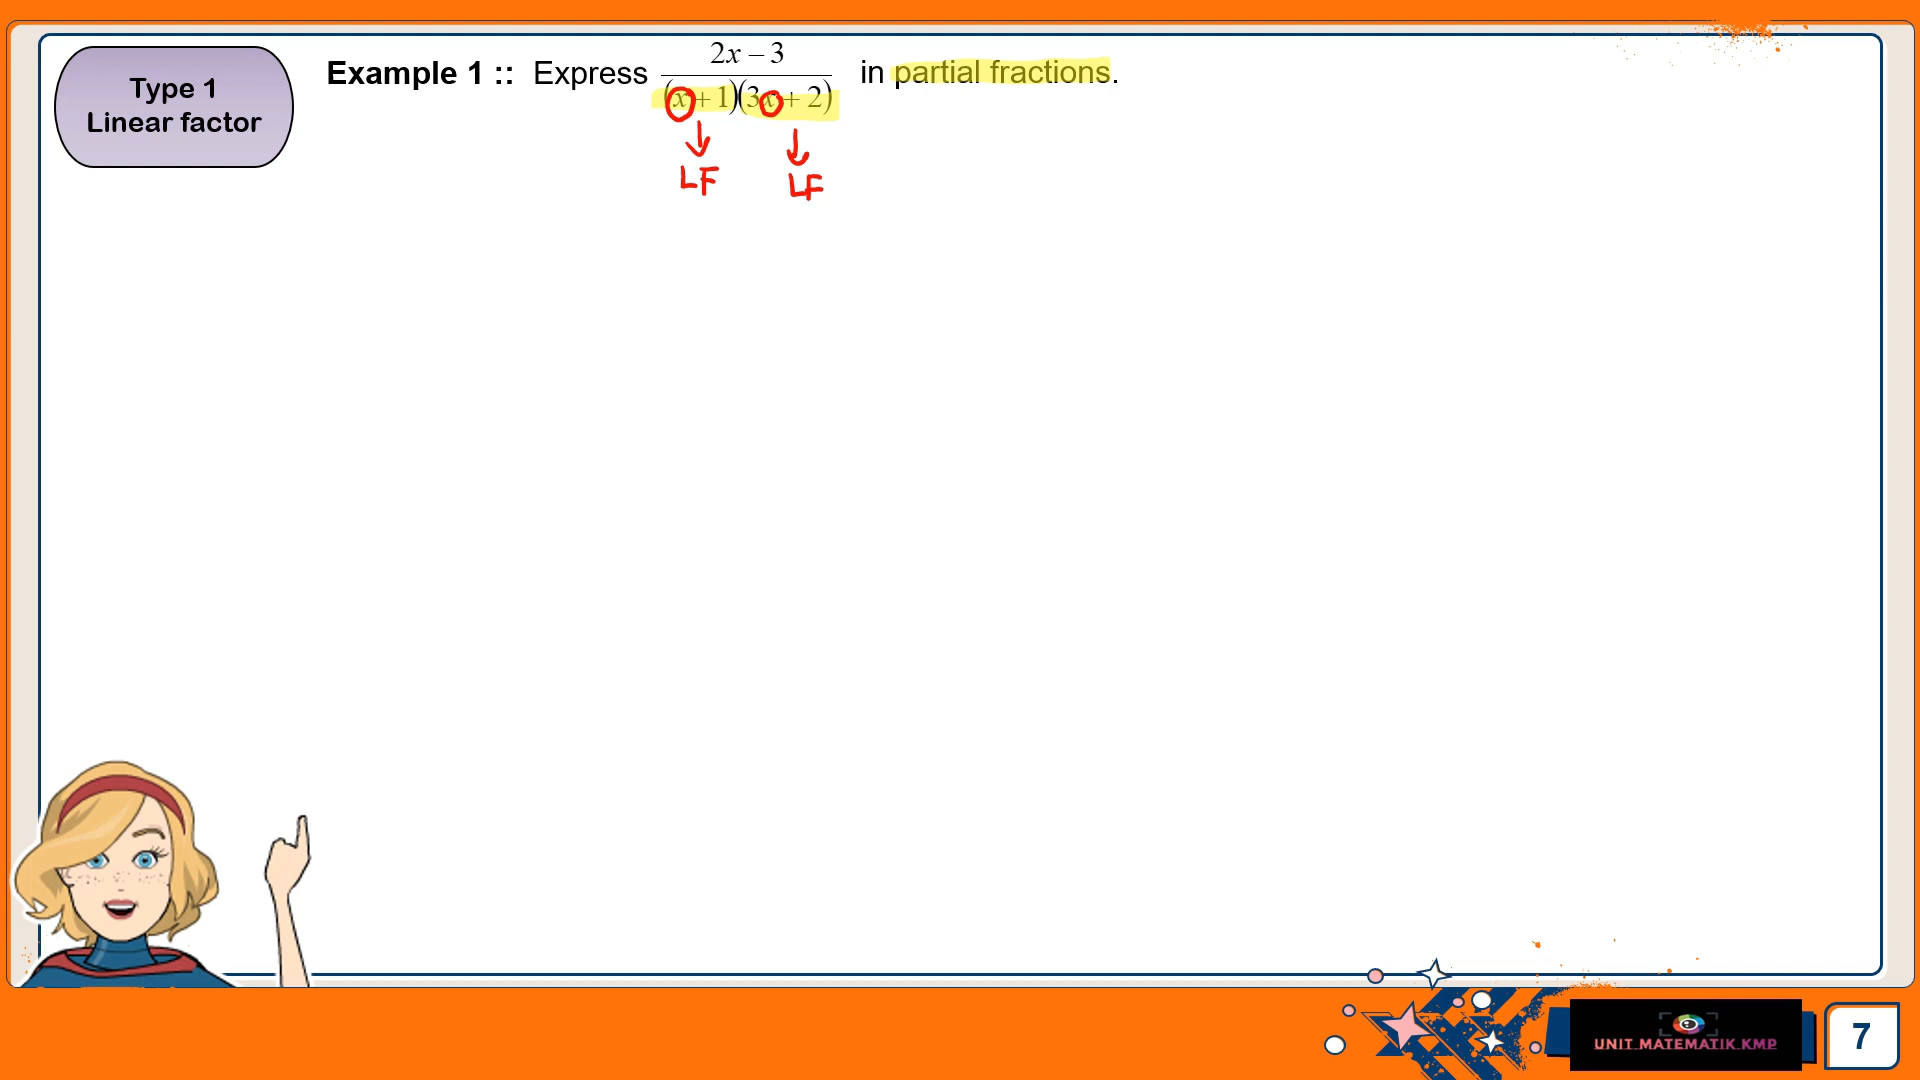 Type 1
Linear factor
Example 1 :: Express (2x – 3)/((x + 1)(3x + 2)) in partial fractions.
LF LF
UNIT MATEMATIK KMP
7